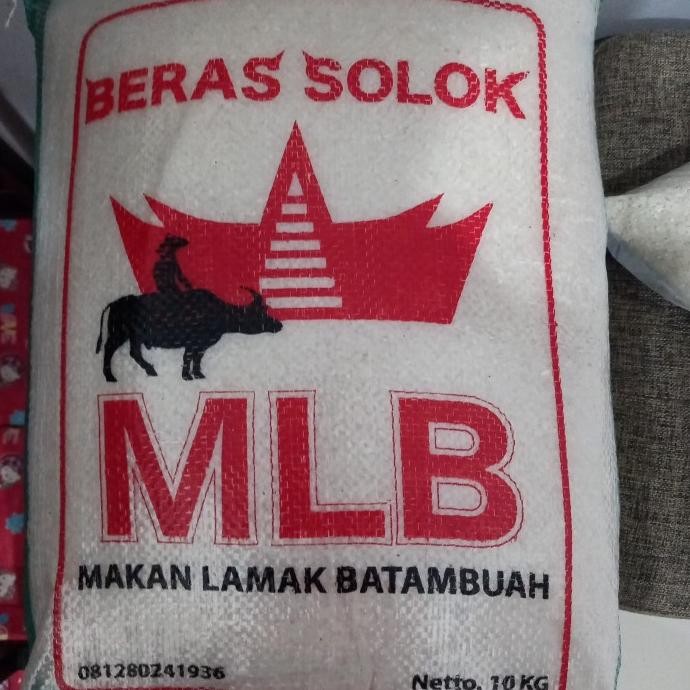 BERAS SOLOK
MLB
MAKAN LAMAK BATAMBUAH
081280241936
Netto. 10 KG